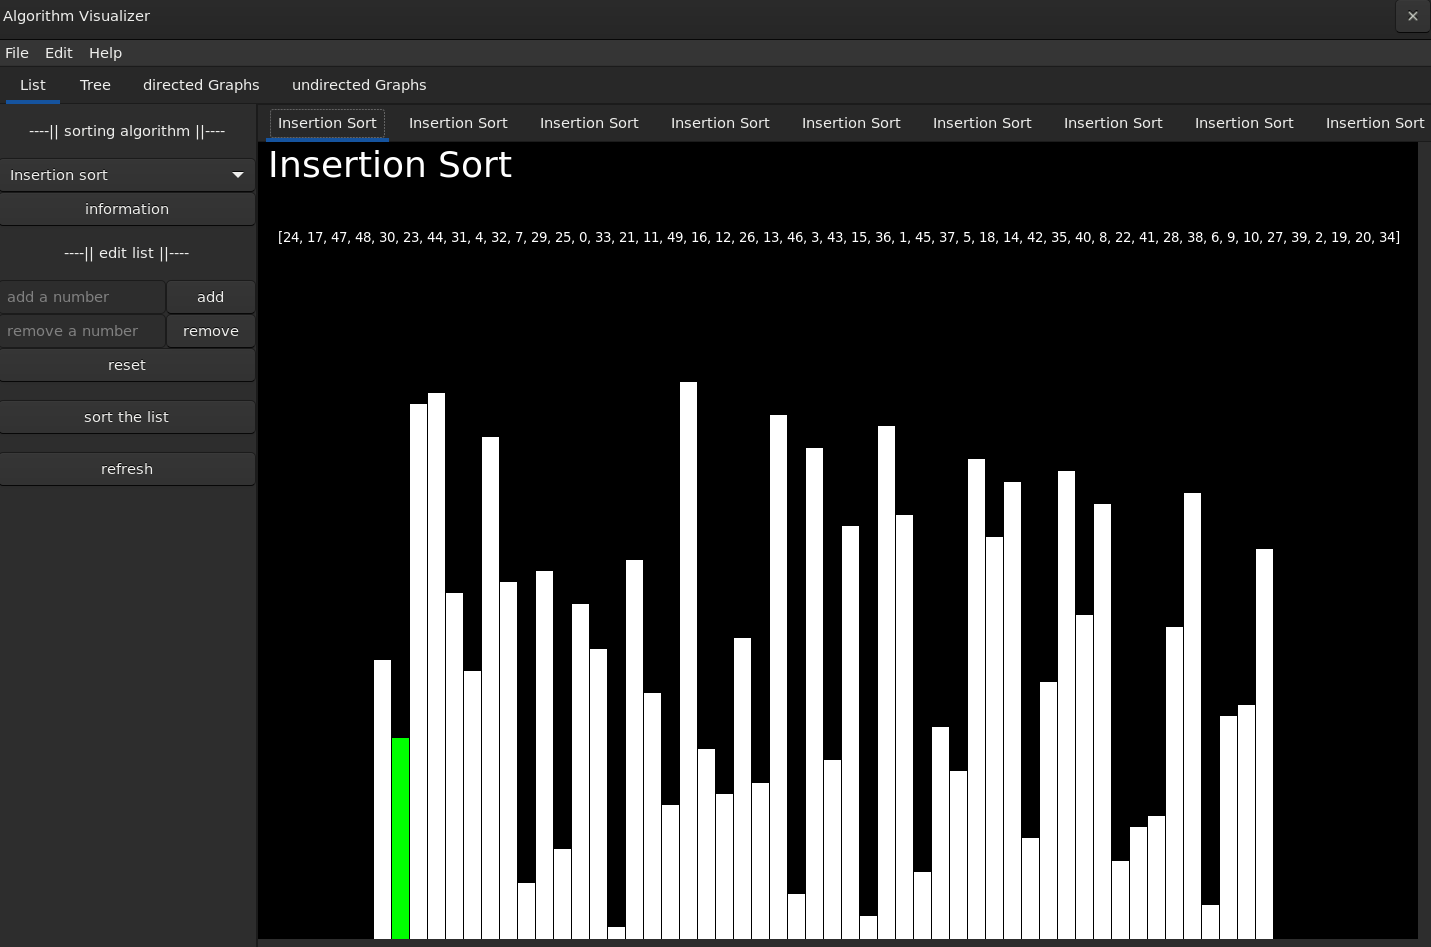 Algorithm Visualizer
File Edit Help
List Tree directed Graphs undirected Graphs
----|| sorting algorithm ||----
Insertion sort
information
----|| edit list ||----
add a number add
remove a number remove
reset
sort the list
refresh
Insertion Sort Insertion Sort Insertion Sort Insertion Sort Insertion Sort Insertion Sort Insertion Sort Insertion Sort Insertion Sort
Insertion Sort
[24, 17, 47, 48, 30, 23, 44, 31, 4, 32, 7, 29, 25, 0, 33, 21, 11, 49, 16, 12, 26, 13, 46, 3, 43, 15, 36, 1, 45, 37, 5, 18, 14, 42, 35, 40, 8, 22, 41, 28, 38, 6, 9, 10, 27, 39, 2, 19, 20, 34]